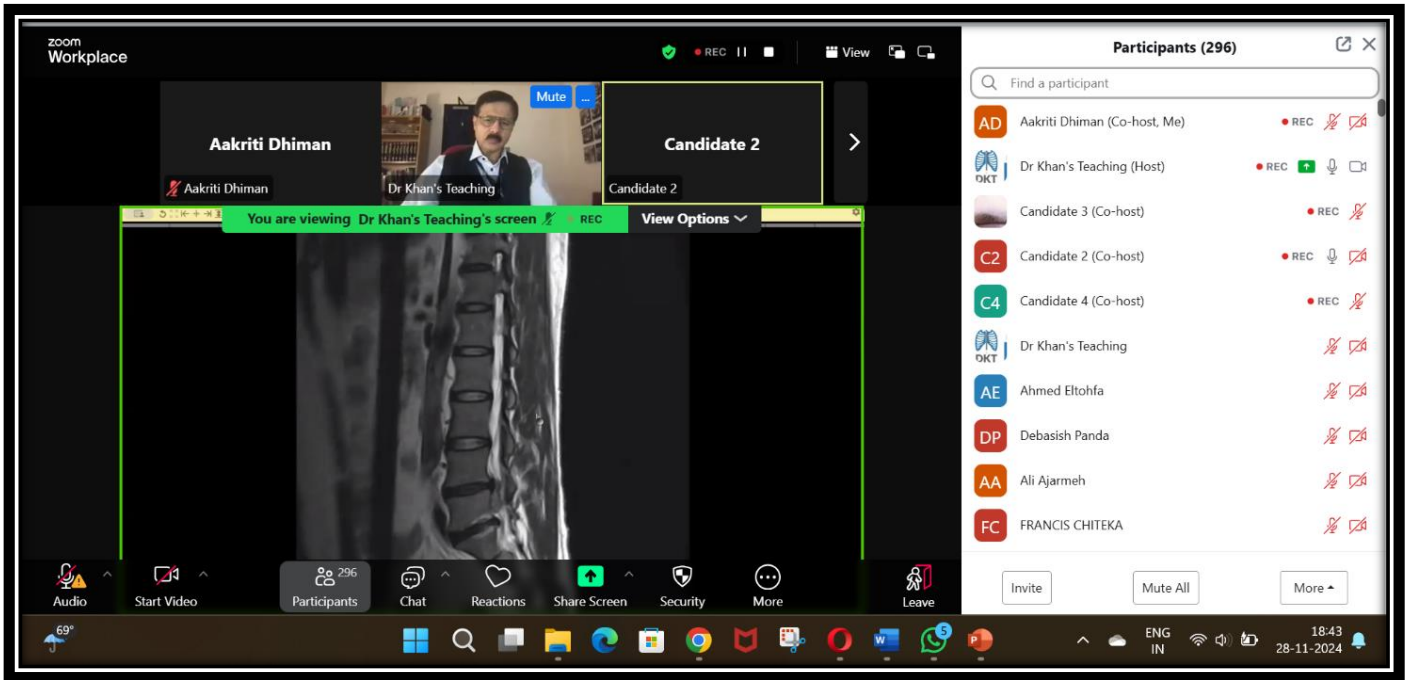 zoom
Workplace
REC
View
Aakriti Dhiman
Aakriti Dhiman
Mute
...
Dr Khan's Teaching
Candidate 2
Candidate 2
You are viewing Dr Khan's Teaching's screen
REC
View Options
Audio
Start Video
296
Participants
Chat
Reactions
Share Screen
Security
More
Leave
Participants (296)
Find a participant
AD Aakriti Dhiman (Co-host, Me) REC
DKT Dr Khan's Teaching (Host) REC
Candidate 3 (Co-host) REC
C2 Candidate 2 (Co-host) REC
C4 Candidate 4 (Co-host) REC
DKT Dr Khan's Teaching
AE Ahmed Eltohfa
DP Debasish Panda
AA Ali Ajarmeh
FC FRANCIS CHITEKA
Invite
Mute All
More
69°
5
ENG
IN
18:43
28-11-2024